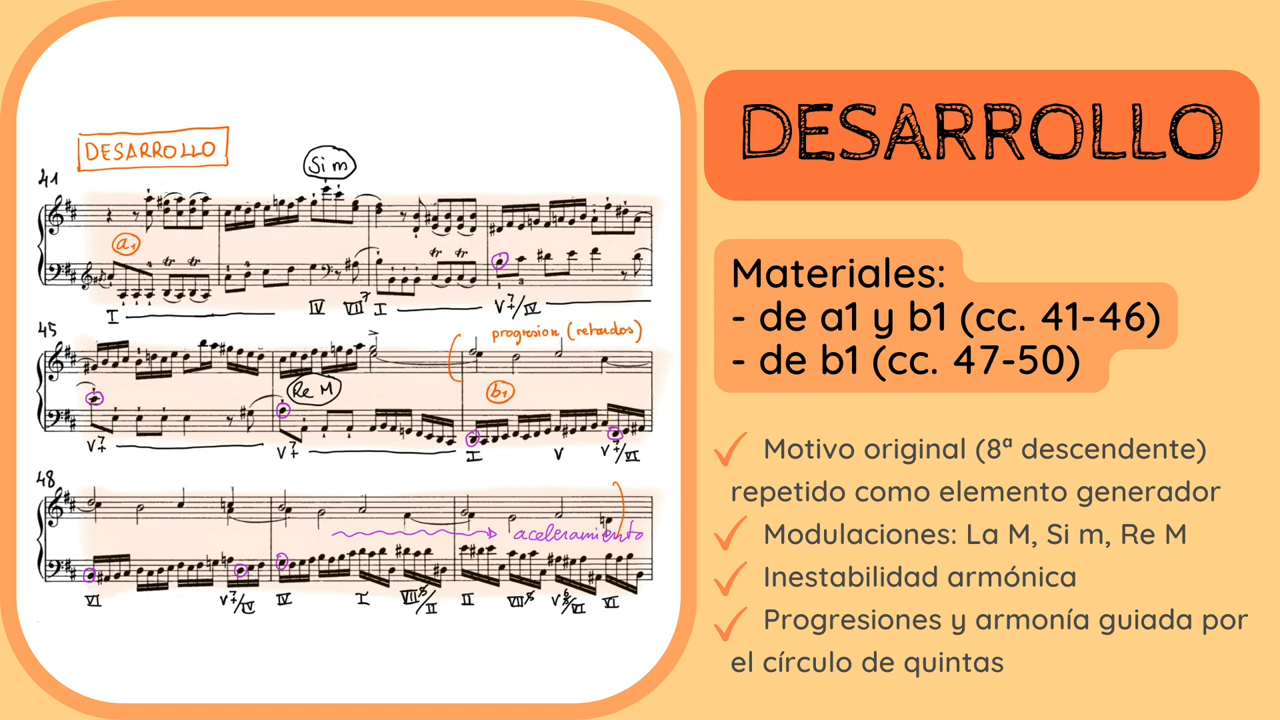 DESARROLLO
Si m
41
a1
I IV VII7 I V7/IV
45
progresion (retardos)
Re M
b1
V7 V7 I V V7/VI
48
aceleramiento
VI V7/IV IV I II VI
DESARROLLO
Materiales:
- de a1 y b1 (cc. 41-46)
- de b1 (cc. 47-50)
✓ Motivo original (8ª descendente)
repetido como elemento generador
✓ Modulaciones: La M, Si m, Re M
✓ Inestabilidad armónica
✓ Progresiones y armonía guiada por
el círculo de quintas